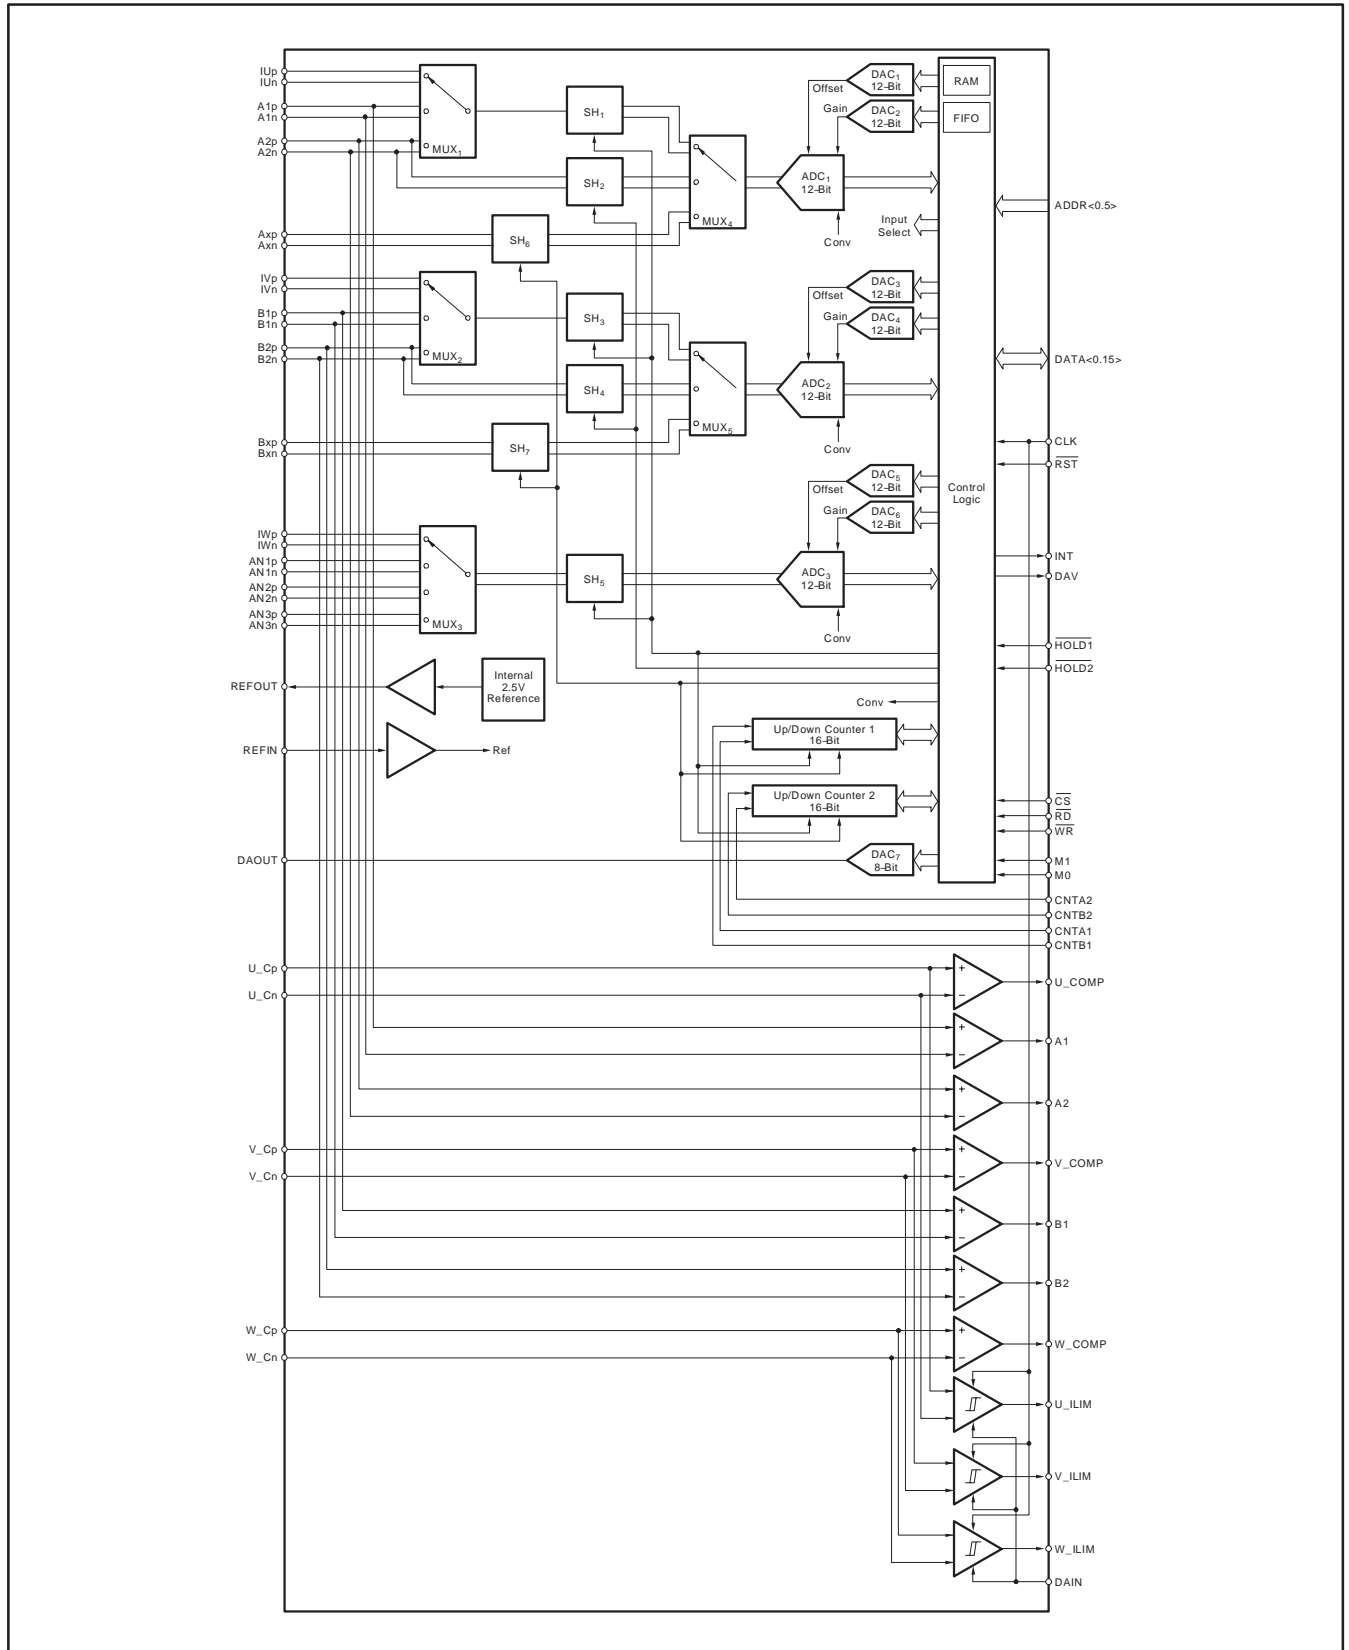 IUp
IUn
A1p
A1n
A2p
A2n
MUX1
SH1
SH2
Axp
Axn
SH6
MUX4
DAC1
12–Bit
Offset
DAC2
12–Bit
Gain
ADC1
12-Bit
Conv
RAM
FIFO
Input
Select
ADDR<0.5>
IVp
IVn
B1p
B1n
B2p
B2n
MUX2
SH3
SH4
Bxp
Bxn
SH7
MUX5
DAC3
12–Bit
Offset
DAC4
12–Bit
Gain
ADC2
12–Bit
Conv
DATA<0.15>
CLK
RST
Control
Logic
IWp
IWn
AN1p
AN1n
AN2p
AN2n
AN3p
AN3n
MUX3
SH5
DAC5
12–Bit
Offset
DAC6
12–Bit
Gain
ADC3
12–Bit
Conv
INT
DAV
HOLD1
HOLD2
REFOUT
Internal
2.5V
Reference
Conv
REFIN
Ref
Up/Down Counter 1
16-Bit
Up/Down Counter 2
16-Bit
CS
RD
WR
DAOUT
DAC7
8–Bit
M1
M0
CNTA2
CNTB2
CNTA1
CNTB1
U_Cp
U_Cn
+
–
U_COMP
+
–
A1
+
–
A2
V_Cp
V_Cn
+
–
V_COMP
+
–
B1
+
–
B2
W_Cp
W_Cn
+
–
W_COMP
U_ILIM
V_ILIM
W_ILIM
DAIN